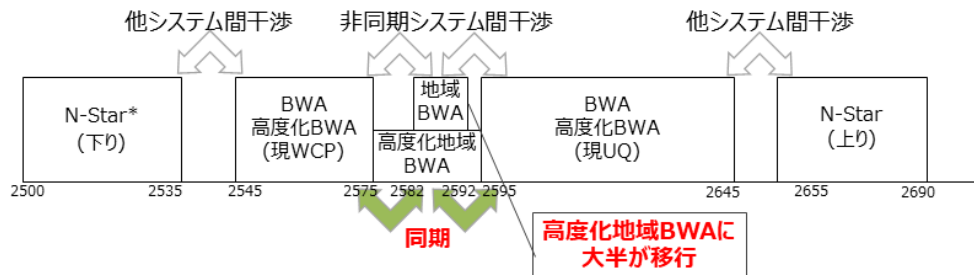 他システム間干渉
非同期システム間干渉
他システム間干渉
N-Star*
(下り)
BWA
高度化BWA
(現WCP)
地域
BWA
高度化地域
BWA
BWA
高度化BWA
(現UQ)
N-Star
(上り)
2500
2535
2545
2575
2582
2592
2595
2645
2655
2690
同期
高度化地域BWAに
大半が移行